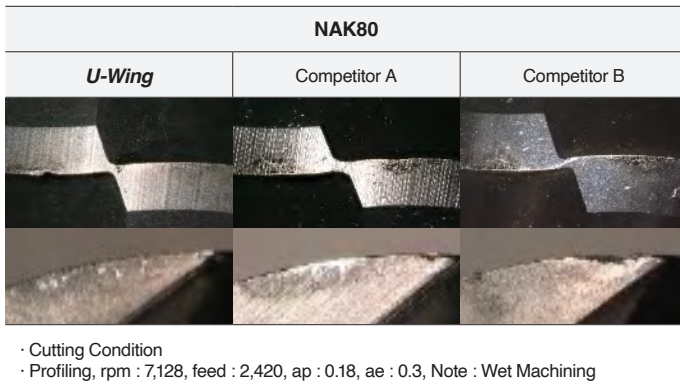 NAK80
U-Wing Competitor A Competitor B
· Cutting Condition
· Profiling, rpm : 7,128, feed : 2,420, ap : 0.18, ae : 0.3, Note : Wet Machining